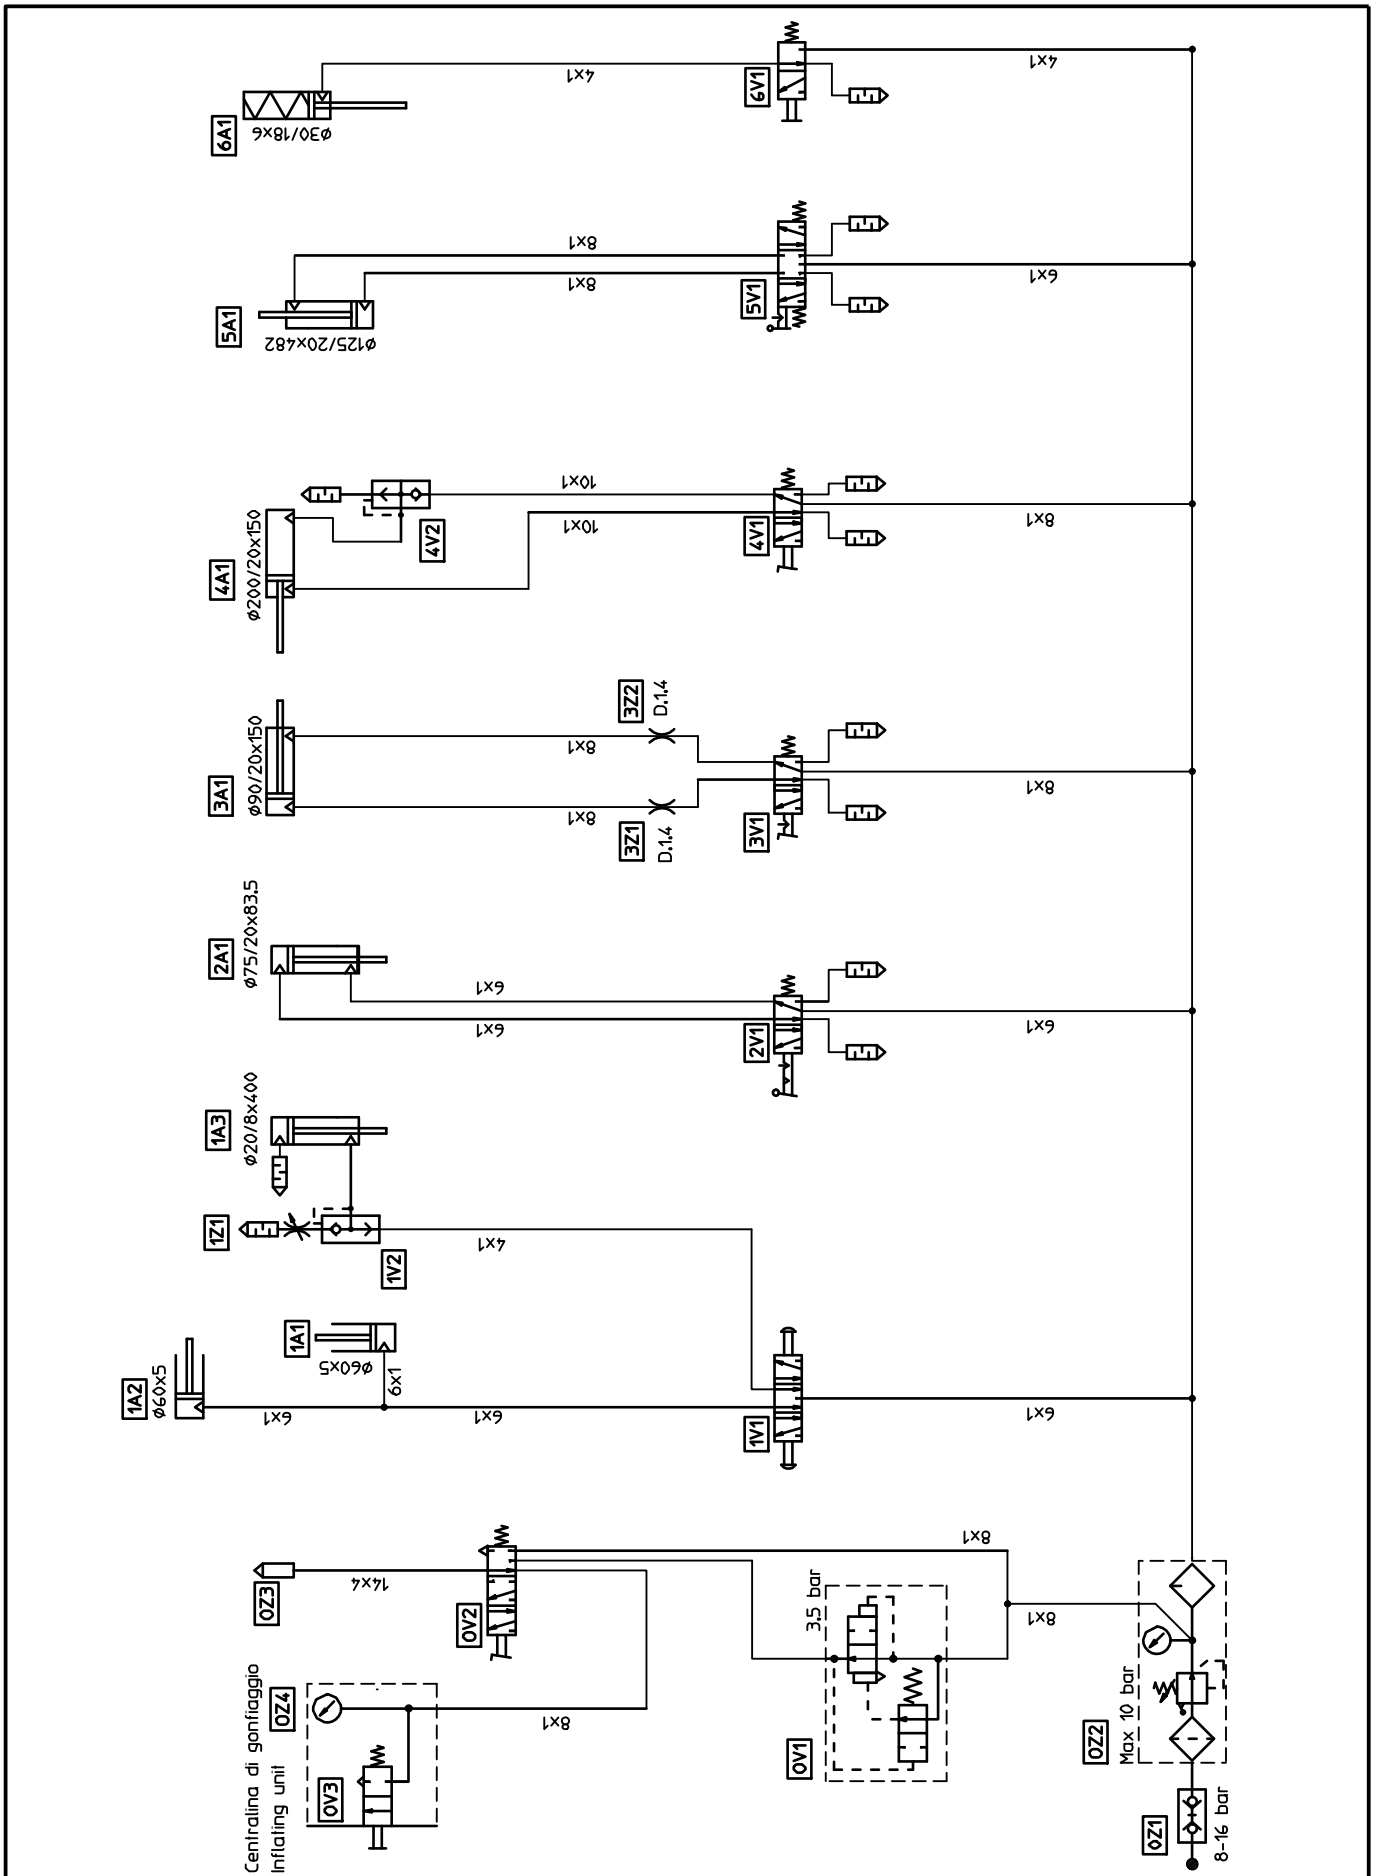 6A1
ø30/18x6
4x1
6V1
4x1
5A1
ø125/20x482
8x1
8x1
5V1
6x1
4A1
ø200/20x150
4V2
10x1
10x1
4V1
8x1
3A1
ø90/20x150
8x1
8x1
3Z2
D.1.4
3Z1
D.1.4
3V1
8x1
2A1
ø75/20x83.5
6x1
6x1
2V1
6x1
1A3
ø20/8x400
1Z1
1V2
4x1
1A2
ø60x5
1A1
ø60x5
6x1
6x1
6x1
1V1
6x1
0Z3
14x4
0V2
8x1
Centralina di gonfiaggio
Inflating unit
0Z4
0V3
8x1
3.5 bar
0V1
8x1
0Z2
Max 10 bar
0Z1
8-16 bar